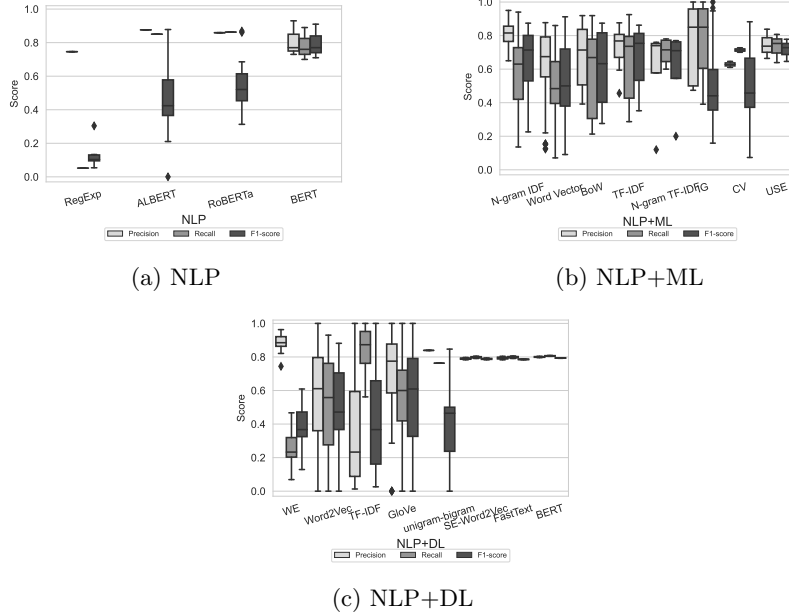 1.0
0.8
0.6
0.4
0.2
0.0
Score
RegExp ALBERT RoBERTa BERT
NLP
Precision Recall F1-score
(a) NLP
1.0
0.8
0.6
0.4
0.2
0.0
Score
N-gram IDF Word Vector BoW TF-IDF N-gram TF-IDF IG CV USE
NLP+ML
Precision Recall F1-score
(b) NLP+ML
1.0
0.8
0.6
0.4
0.2
0.0
Score
WE Word2Vec TF-IDF GloVe unigram-bigram SE-Word2Vec FastText BERT
NLP+DL
Precision Recall F1-score
(c) NLP+DL